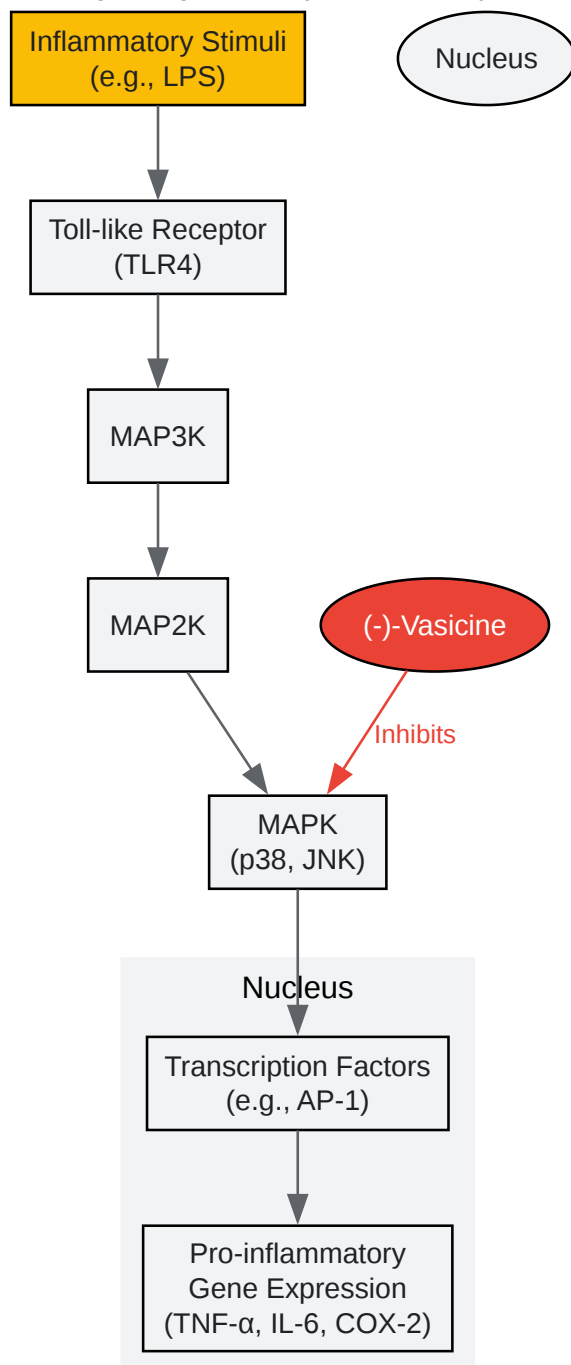 Inflammatory Stimuli
(e.g., LPS)
Nucleus
Toll-like Receptor
(TLR4)
MAP3K
MAP2K
(-)-Vasicine
Inhibits
MAPK
(p38, JNK)
Nucleus
Transcription Factors
(e.g., AP-1)
Pro-inflammatory
Gene Expression
(TNF-α, IL-6, COX-2)